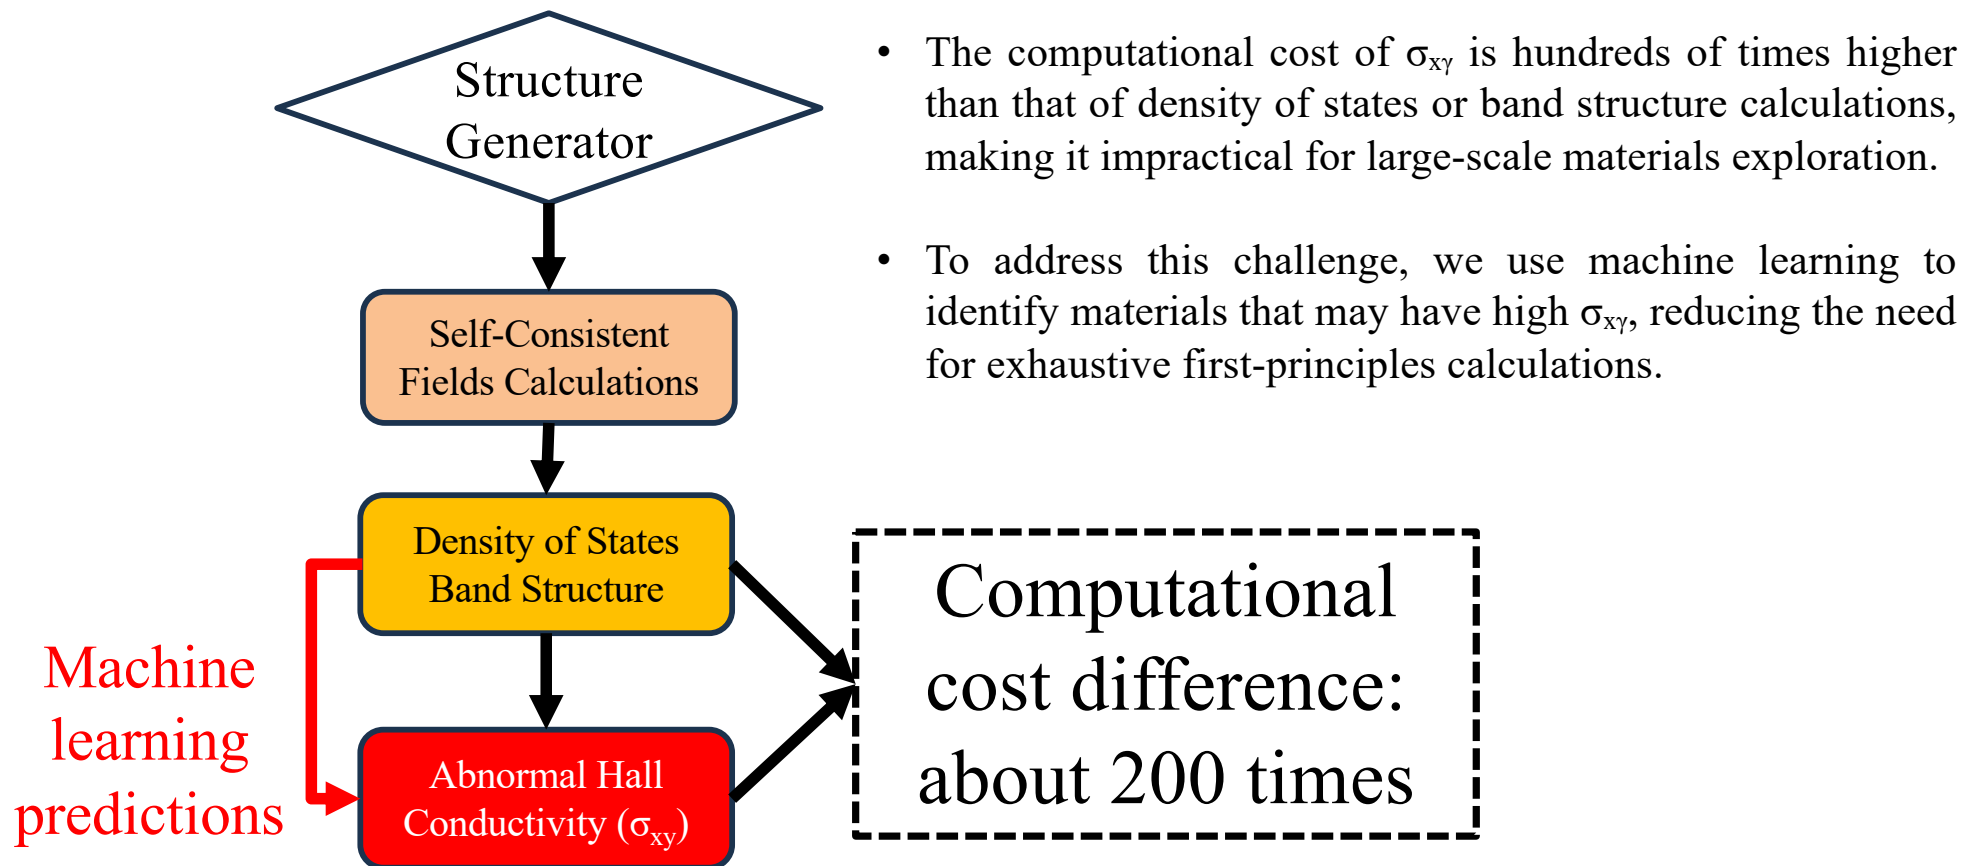 Structure
Generator
• The computational cost of σₓᵧ is hundreds of times higher
than that of density of states or band structure calculations,
making it impractical for large-scale materials exploration.
• To address this challenge, we use machine learning to
identify materials that may have high σₓᵧ, reducing the need
for exhaustive first-principles calculations.
Self-Consistent
Fields Calculations
Density of States
Band Structure
Machine
learning
predictions
Abnormal Hall
Conductivity (σxy)
Computational
cost difference:
about 200 times